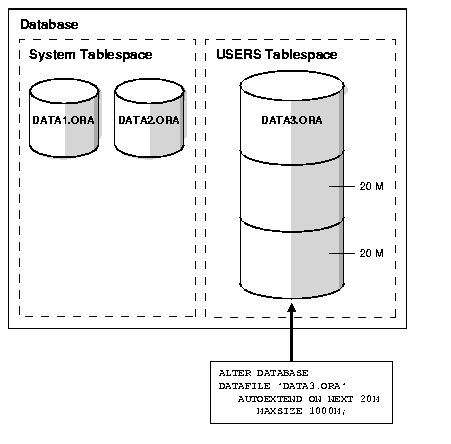 Database
System Tablespace
USERS Tablespace
DATA1.ORA
DATA2.ORA
DATA3.ORA
20 M
20 M
ALTER DATABASE
DATAFILE 'DATA3.ORA'
AUTOEXTEND ON NEXT 20M
MAXSIZE 1000M;